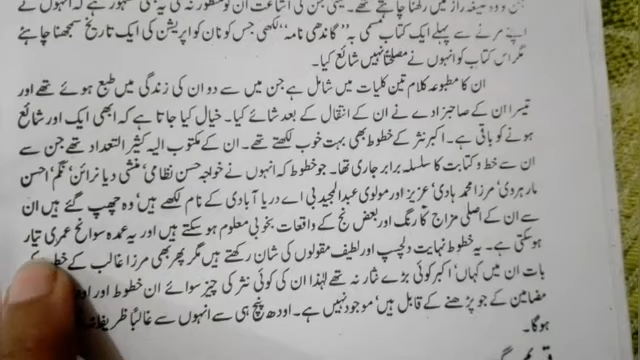 جن وہ صیغہ راز میں رکھنا چاہتے تھے۔ یعنی جن کی اشاعت ان کو منظور نہ تھی یہ بھی مشہور ہے کہ انہوں نے
اپنے مرنے سے پہلے ایک کتاب مسمیٰ بہ "گاندھی نامہ" لکھی جس کو نان کواپریشن کی ایک تاریخ سمجھنا چاہئے
مگر اس کتاب کو انہوں نے مصلحتاً نہیں شائع کیا۔
ان کا مطبوعہ کلام تین کلیات میں شامل ہے جن میں سے دو ان کی زندگی میں طبع ہوئے تھے اور
تیسرا ان کے صاحبزادے نے ان کے انتقال کے بعد شائع کیا۔ خیال کیا جاتا ہے کہ ابھی ایک اور شائع
ہونے کو باقی ہے۔ اکبر نثر کے خطوط بھی بہت خوب لکھتے تھے۔ ان کے مکتوب الیہ کثیر التعداد تھے جن سے
ان سے خط و کتابت کا سلسلہ برابر جاری تھا۔ جو خطوط کہ انہوں نے خواجہ حسن نظامی' منشی دیا نرائن' نگم' احسن
مارہروی' مرزا محمد ہادی' عزیز اور مولوی عبدالمجید بی اے دریا آبادی کے نام لکھے ہیں' وہ چھپ گئے ہیں ان
سے ان کے اصلی مزاج کا رنگ اور بعض نج کے واقعات بخوبی معلوم ہو سکتے ہیں اور یہ عمدہ سوانح عمری تیار
ہو سکتی ہے۔ یہ خطوط نہایت دلچسپ اور لطیف مقولوں کی شان رکھتے ہیں مگر پھر بھی مرزا غالب کے خطوط کی
بات ان میں کہاں' اکبر کوئی بڑے نثار نہ تھے لہٰذا ان کی کوئی نثر کی چیز سوائے ان خطوط اور
مضامین کے جو پڑھنے کے قابل ہیں' موجود نہیں ہے۔ اودھ پنچ ہی سے انہوں سے غالباً
ہوگا۔